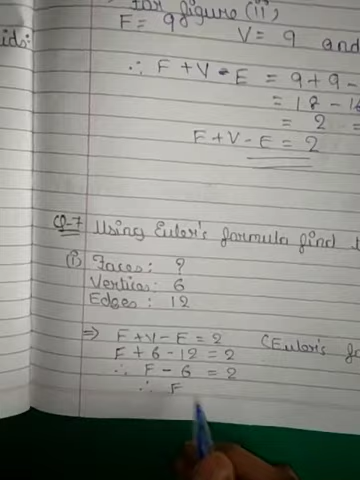 For figure (ii),
F = 9 V = 9 and
∴ F + V - E = 9 + 9 -
= 18 - 16
= 2
F + V - E = 2
Q-7 Using Euler's formula find
(i) Faces : ?
Vertices : 6
Edges : 12
⇒ F + V - E = 2 (Euler's fo
F + 6 - 12 = 2
∴ F - 6 = 2
∴ F